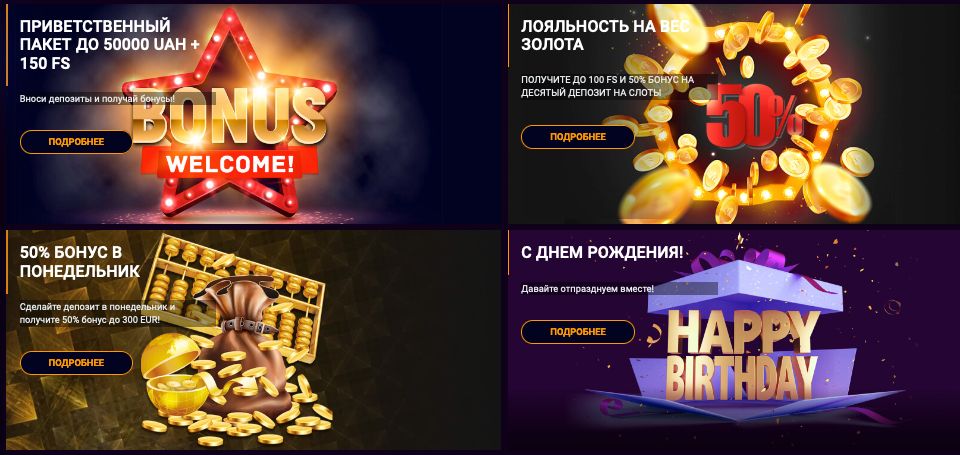 ПРИВЕТСТВЕННЫЙ
ПАКЕТ ДО 50000 UAH +
150 FS
Вноси депозиты и получай бонусы!
ПОДРОБНЕЕ
BONUS
WELCOME!
ЛОЯЛЬНОСТЬ НА ВЕС
ЗОЛОТА
ПОЛУЧИТЕ ДО 100 FS И 50% БОНУС НА
ДЕСЯТЫЙ ДЕПОЗИТ НА СЛОТЫ
ПОДРОБНЕЕ
50%
50% БОНУС В
ПОНЕДЕЛЬНИК
Сделайте депозит в понедельник и
получите 50% бонус до 300 EUR!
ПОДРОБНЕЕ
С ДНЕМ РОЖДЕНИЯ!
Давайте отпразднуем вместе!
ПОДРОБНЕЕ
HAPPY
BIRTHDAY